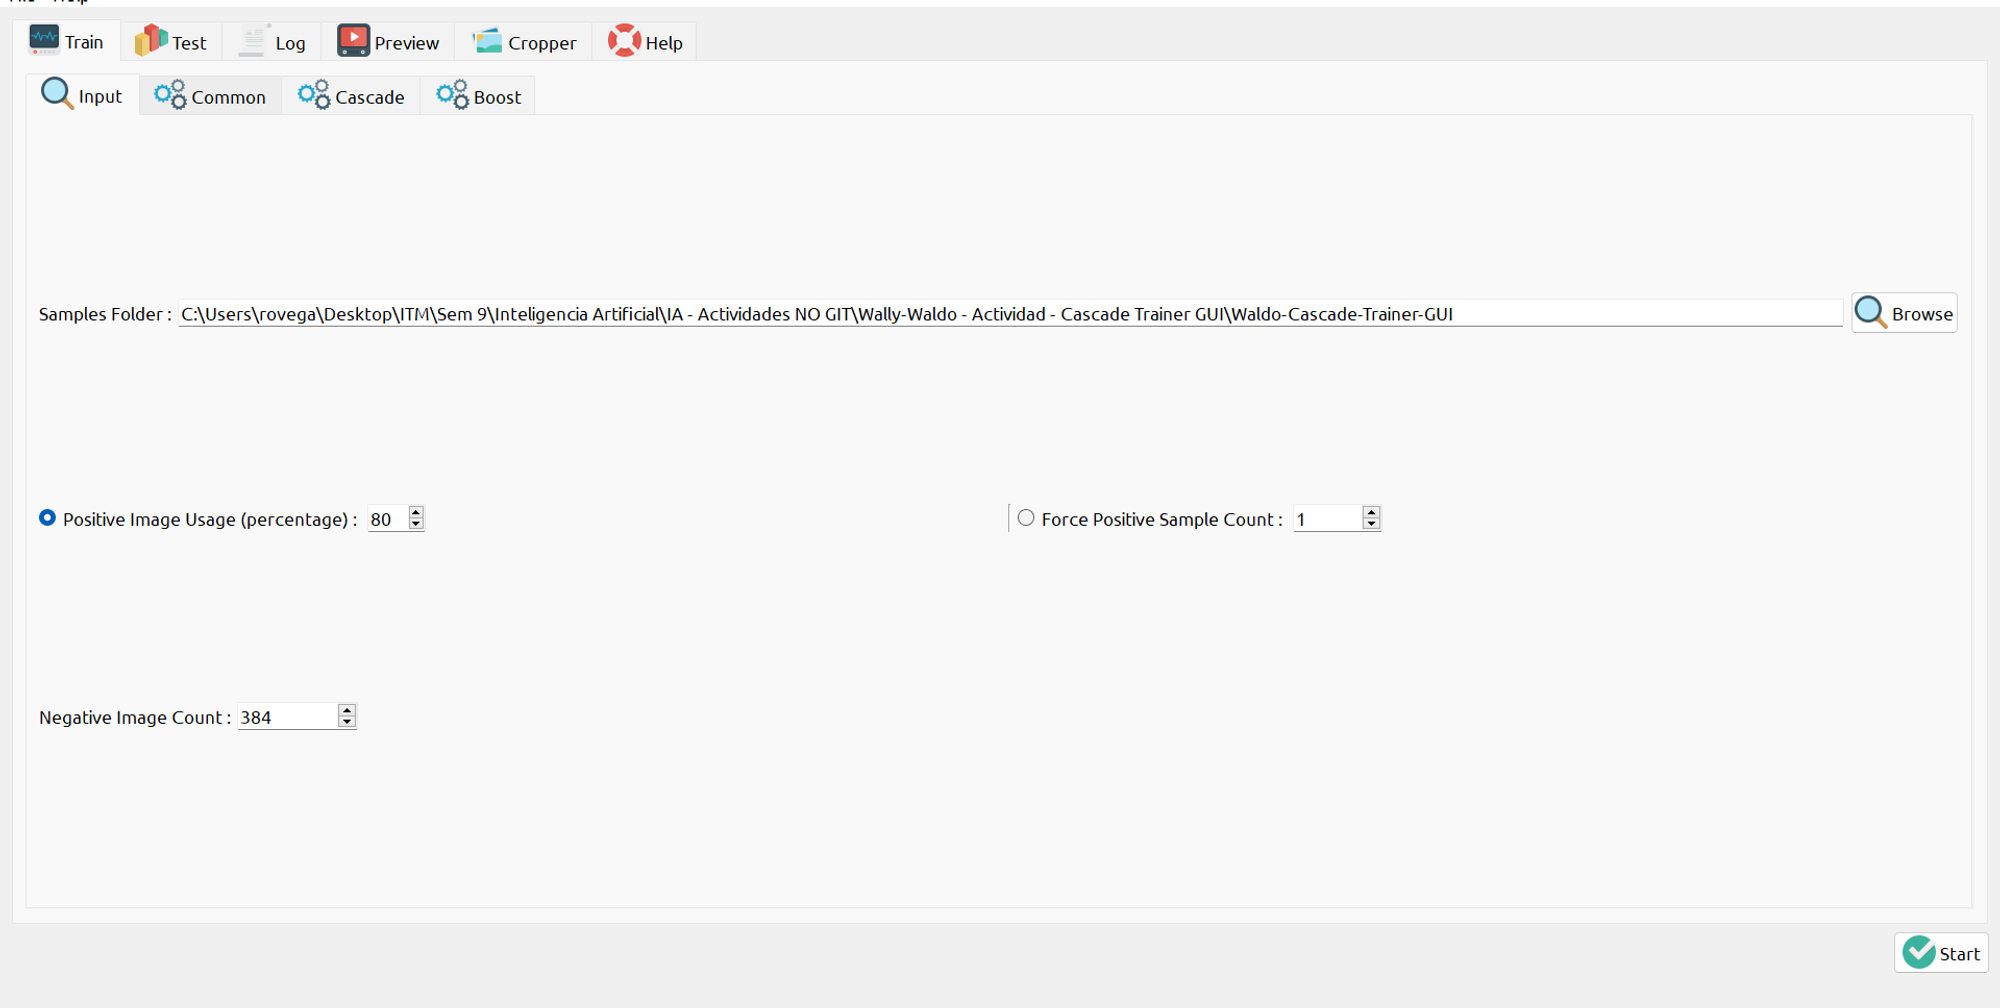 Train Test Log Preview Cropper Help
Input Common Cascade Boost
Samples Folder : C:\Users\rovega\Desktop\ITM\Sem 9\Inteligencia Artificial\IA - Actividades NO GIT\Wally-Waldo - Actividad - Cascade Trainer GUI\Waldo-Cascade-Trainer-GUI Browse
Positive Image Usage (percentage) : 80 Force Positive Sample Count : 1
Negative Image Count : 384
Start